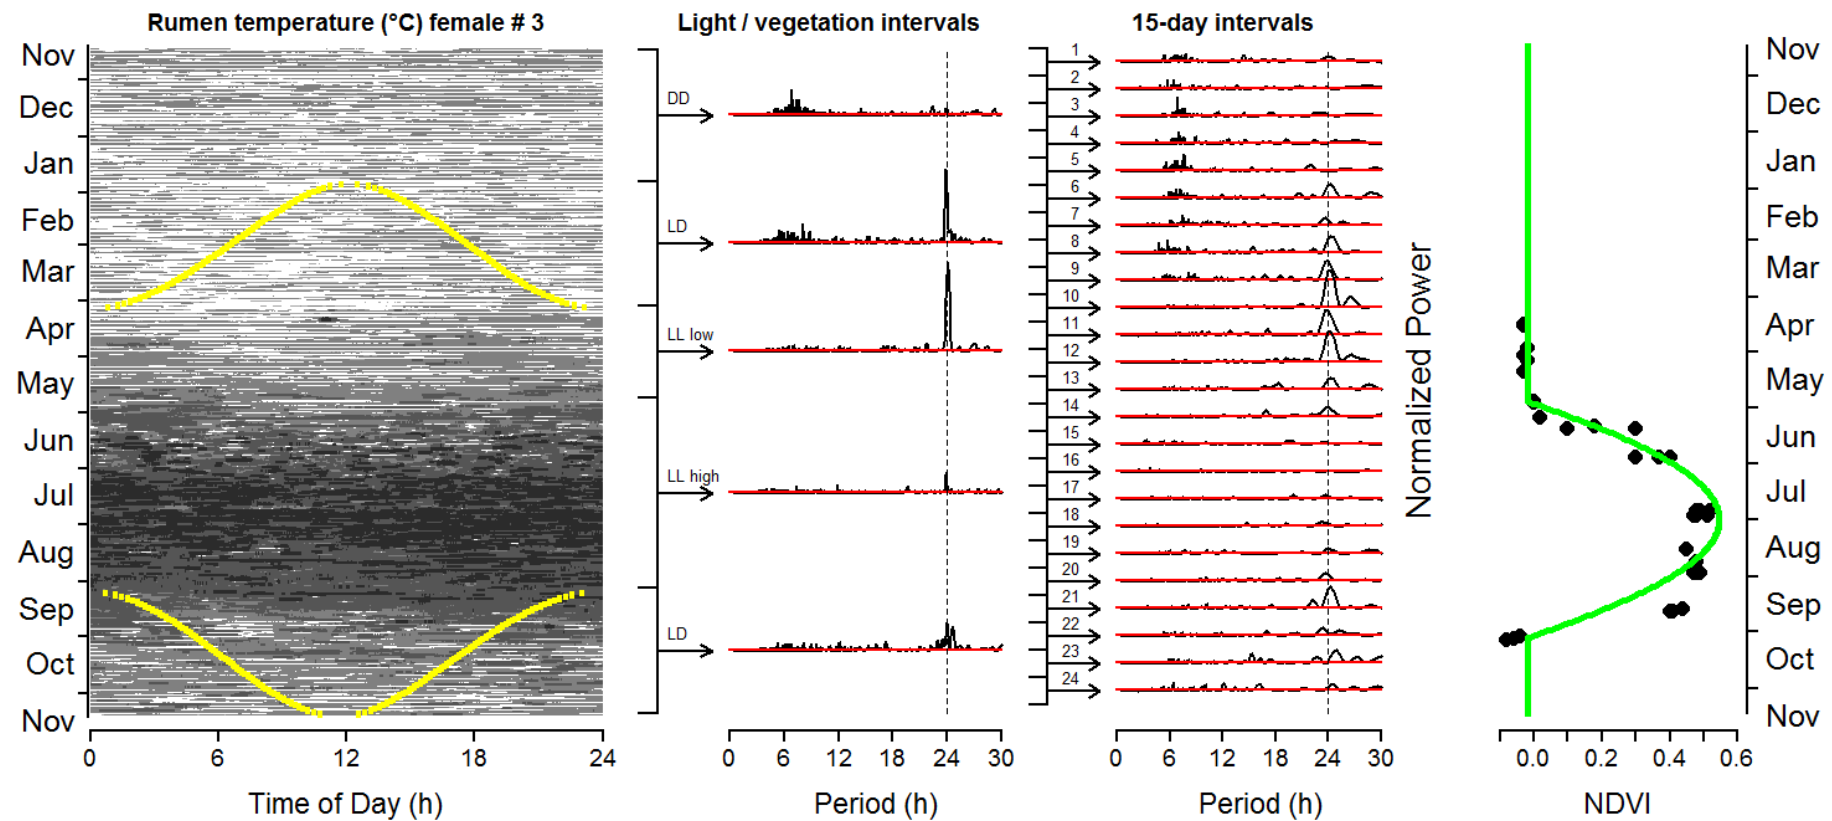 Rumen temperature (°C) female # 3
Light / vegetation intervals
15-day intervals
Nov
Dec
Jan
Feb
Mar
Apr
May
Jun
Jul
Aug
Sep
Oct
Nov
0 6 12 18 24
Time of Day (h)
DD
LD
LL low
LL high
LD
0 6 12 18 24 30
Period (h)
1
2
3
4
5
6
7
8
9
10
11
12
13
14
15
16
17
18
19
20
21
22
23
24
0 6 12 18 24 30
Period (h)
Normalized Power
Nov
Dec
Jan
Feb
Mar
Apr
May
Jun
Jul
Aug
Sep
Oct
Nov
0.0 0.2 0.4 0.6
NDVI